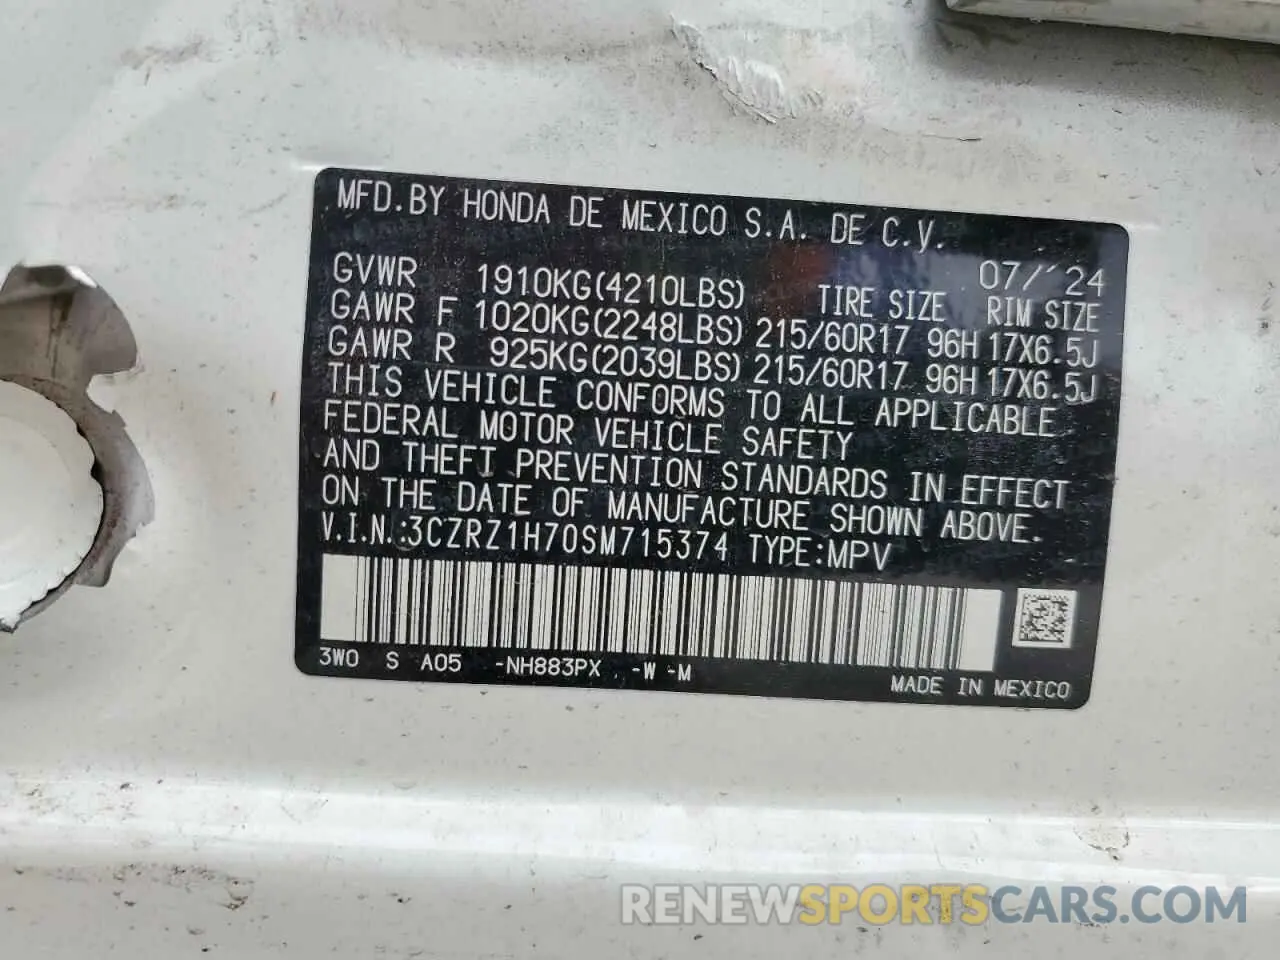 MFD.BY HONDA DE MEXICO S.A. DE C.V.
07/'24
GVWR 1910KG(4210LBS) TIRE SIZE RIM SIZE
GAWR F 1020KG(2248LBS) 215/60R17 96H 17X6.5J
GAWR R 925KG(2039LBS) 215/60R17 96H 17X6.5J
THIS VEHICLE CONFORMS TO ALL APPLICABLE
FEDERAL MOTOR VEHICLE SAFETY
AND THEFT PREVENTION STANDARDS IN EFFECT
ON THE DATE OF MANUFACTURE SHOWN ABOVE.
V.I.N.:3CZRZ1H70SM715374 TYPE:MPV
3W0 S A05 -NH883PX -W -M
MADE IN MEXICO
RENEWSPORTSCARS.COM